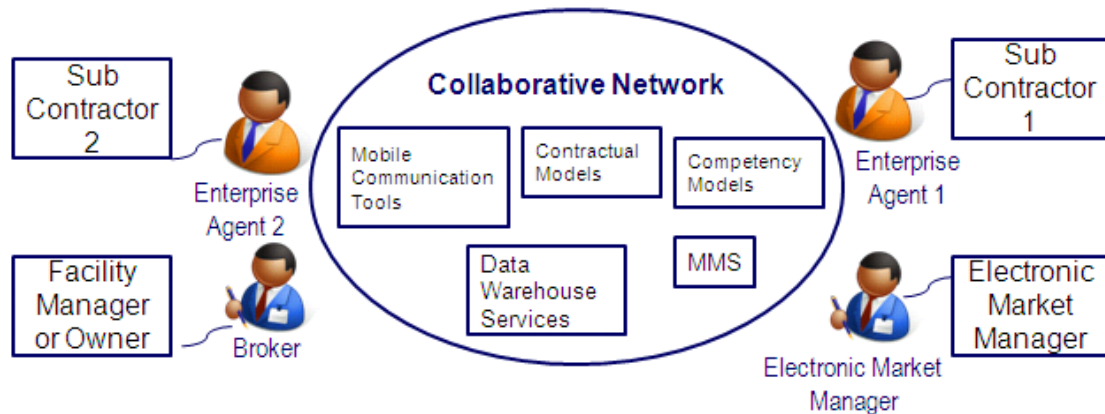 Collaborative Network
Sub
Contractor
2
Enterprise
Agent 2
Mobile
Communication
Tools
Contractual
Models
Competency
Models
Enterprise
Agent 1
Sub
Contractor
1
Facility
Manager
or Owner
Broker
Data
Warehouse
Services
MMS
Electronic Market
Manager
Electronic
Market
Manager